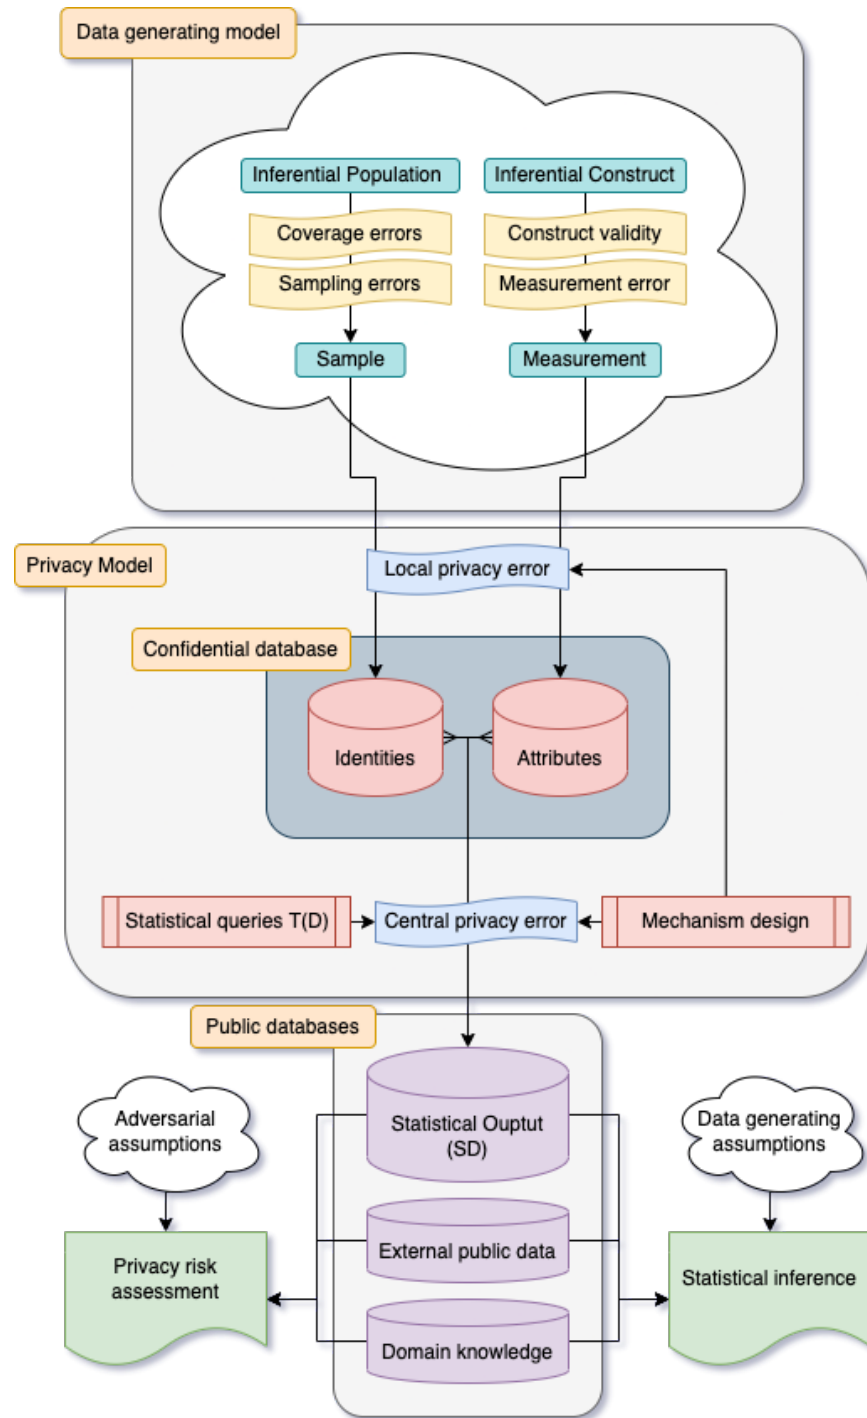 Data generating model
Inferential Population
Inferential Construct
Coverage errors
Construct validity
Sampling errors
Measurement error
Sample
Measurement
Privacy Model
Local privacy error
Confidential database
Identities
Attributes
Statistical queries T(D)
Central privacy error
Mechanism design
Public databases
Adversarial
assumptions
Statistical Ouptut
(SD)
Data generating
assumptions
External public data
Privacy risk
assessment
Statistical inference
Domain knowledge